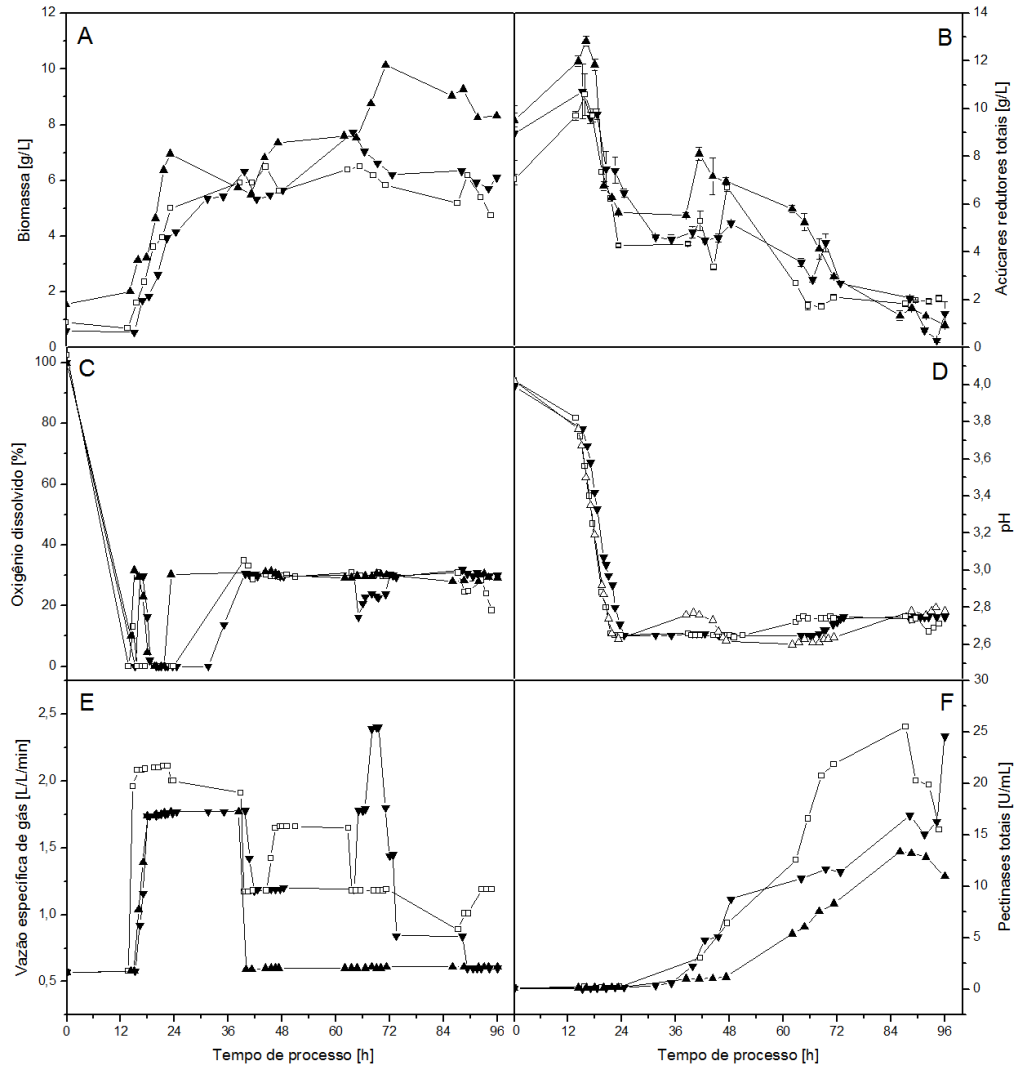 A
Biomassa [g/L]
12
10
8
6
4
2
0
B
Acúcares redutores totais [g/L]
14
12
10
8
6
4
2
0
C
Oxigênio dissolvido [%]
100
80
60
40
20
0
D
pH
4,0
3,8
3,6
3,4
3,2
3,0
2,8
2,6
E
Vazão específica de gás [L/L/min]
2,5
2,0
1,5
1,0
0,5
F
Pectinases totais [U/mL]
30
25
20
15
10
5
0
0 12 24 36 48 60 72 84 96
Tempo de processo [h]
0 12 24 36 48 60 72 84 96
Tempo de processo [h]